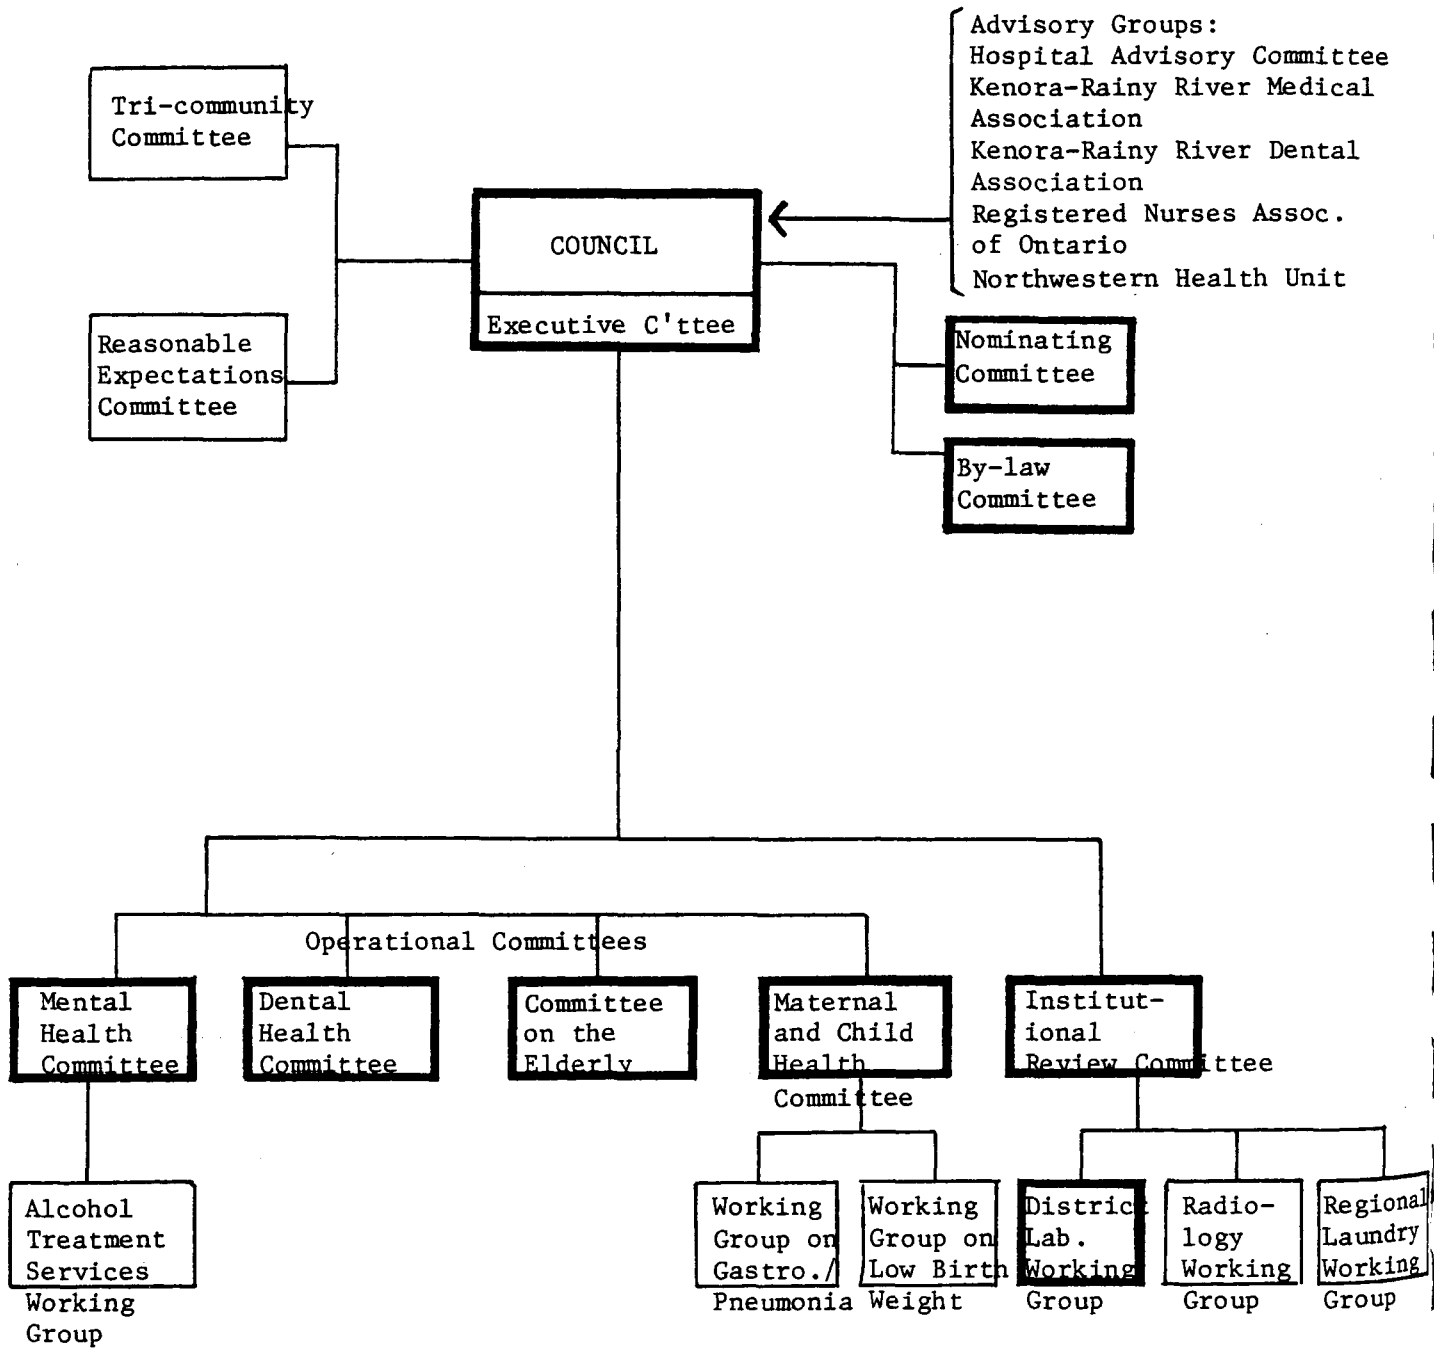 Advisory Groups:
Hospital Advisory Committee
Kenora-Rainy River Medical
Association
Kenora-Rainy River Dental
Association
Registered Nurses Assoc.
of Ontario
Northwestern Health Unit
Tri-community
Committee
COUNCIL
Executive C'ttee
Reasonable
Expectations
Committee
Nominating
Committee
By-law
Committee
Operational Committees
Mental
Health
Committee
Dental
Health
Committee
Committee
on the
Elderly
Maternal
and Child
Health
Committee
Institut-
ional
Review Committee
Alcohol
Treatment
Services
Working
Group
Working
Group on
Gastro./
Pneumonia
Working
Group on
Low Birth
Weight
District
Lab.
Working
Group
Radio-
logy
Working
Group
Regional
Laundry
Working
Group